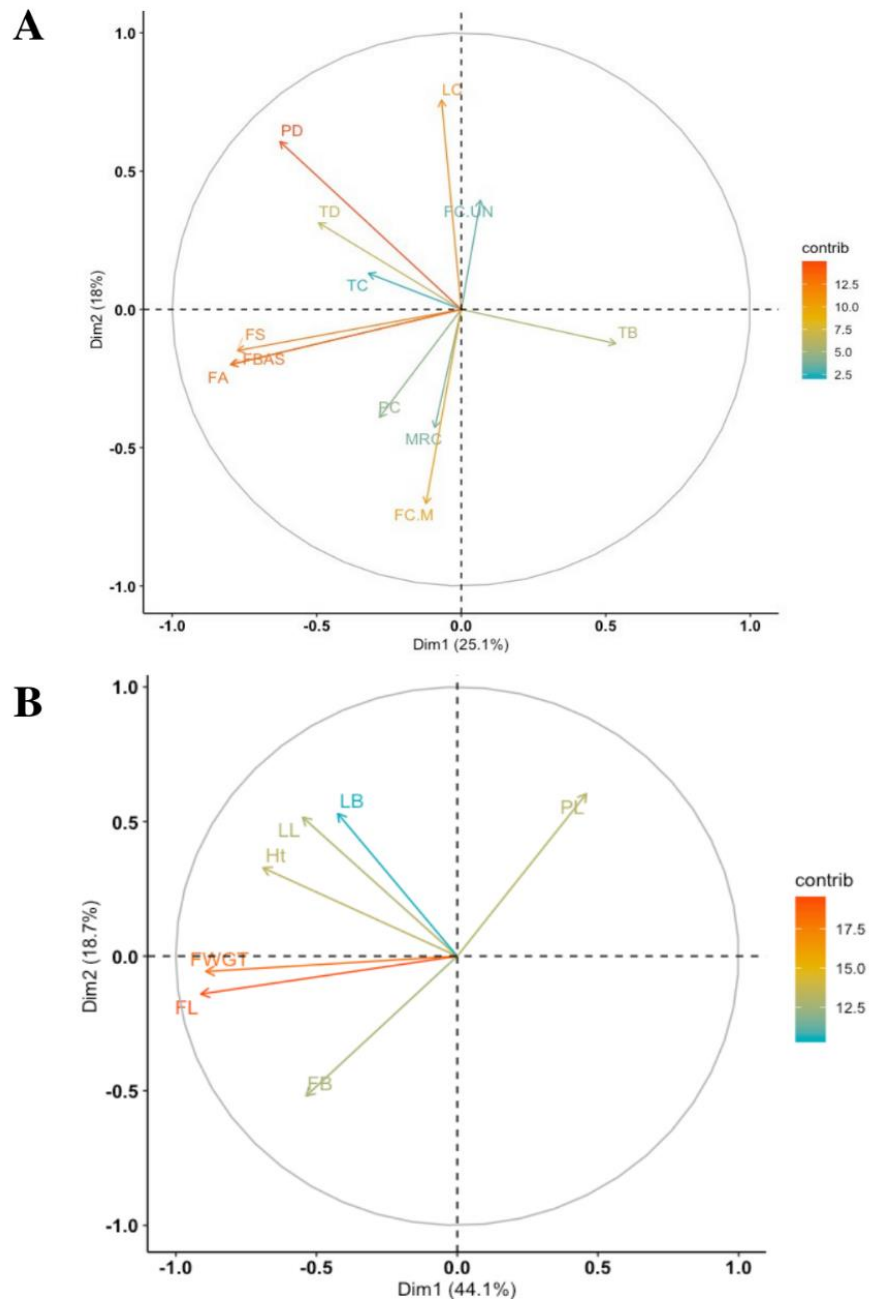 A
1.0
0.5
0.0
-0.5
-1.0
Dim2 (18%)
LC
PD
FC.UN
TD
TC
FS
FBAS
FA
TB
PC
MRC
FC.M
-1.0
-0.5
0.0
0.5
1.0
Dim1 (25.1%)
contrib
12.5
10.0
7.5
5.0
2.5
B
1.0
0.5
0.0
-0.5
-1.0
Dim2 (18.7%)
LB
PL
LL
Ht
FWGT
FL
FB
-1.0
-0.5
0.0
0.5
1.0
Dim1 (44.1%)
contrib
17.5
15.0
12.5